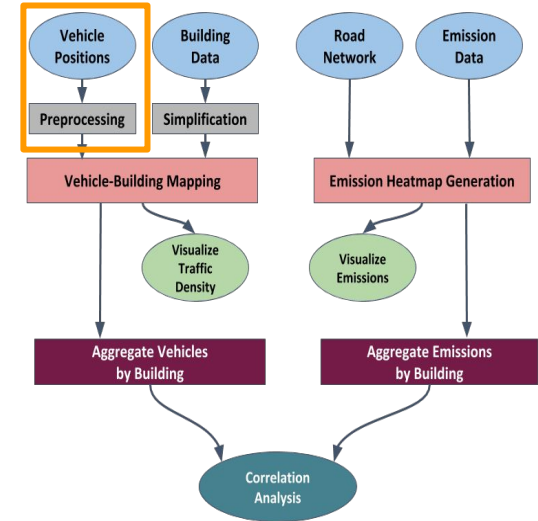 Vehicle
Positions
Building
Data
Road
Network
Emission
Data
Preprocessing
Simplification
Vehicle-Building Mapping
Emission Heatmap Generation
Visualize
Traffic
Density
Visualize
Emissions
Aggregate Vehicles
by Building
Aggregate Emissions
by Building
Correlation
Analysis